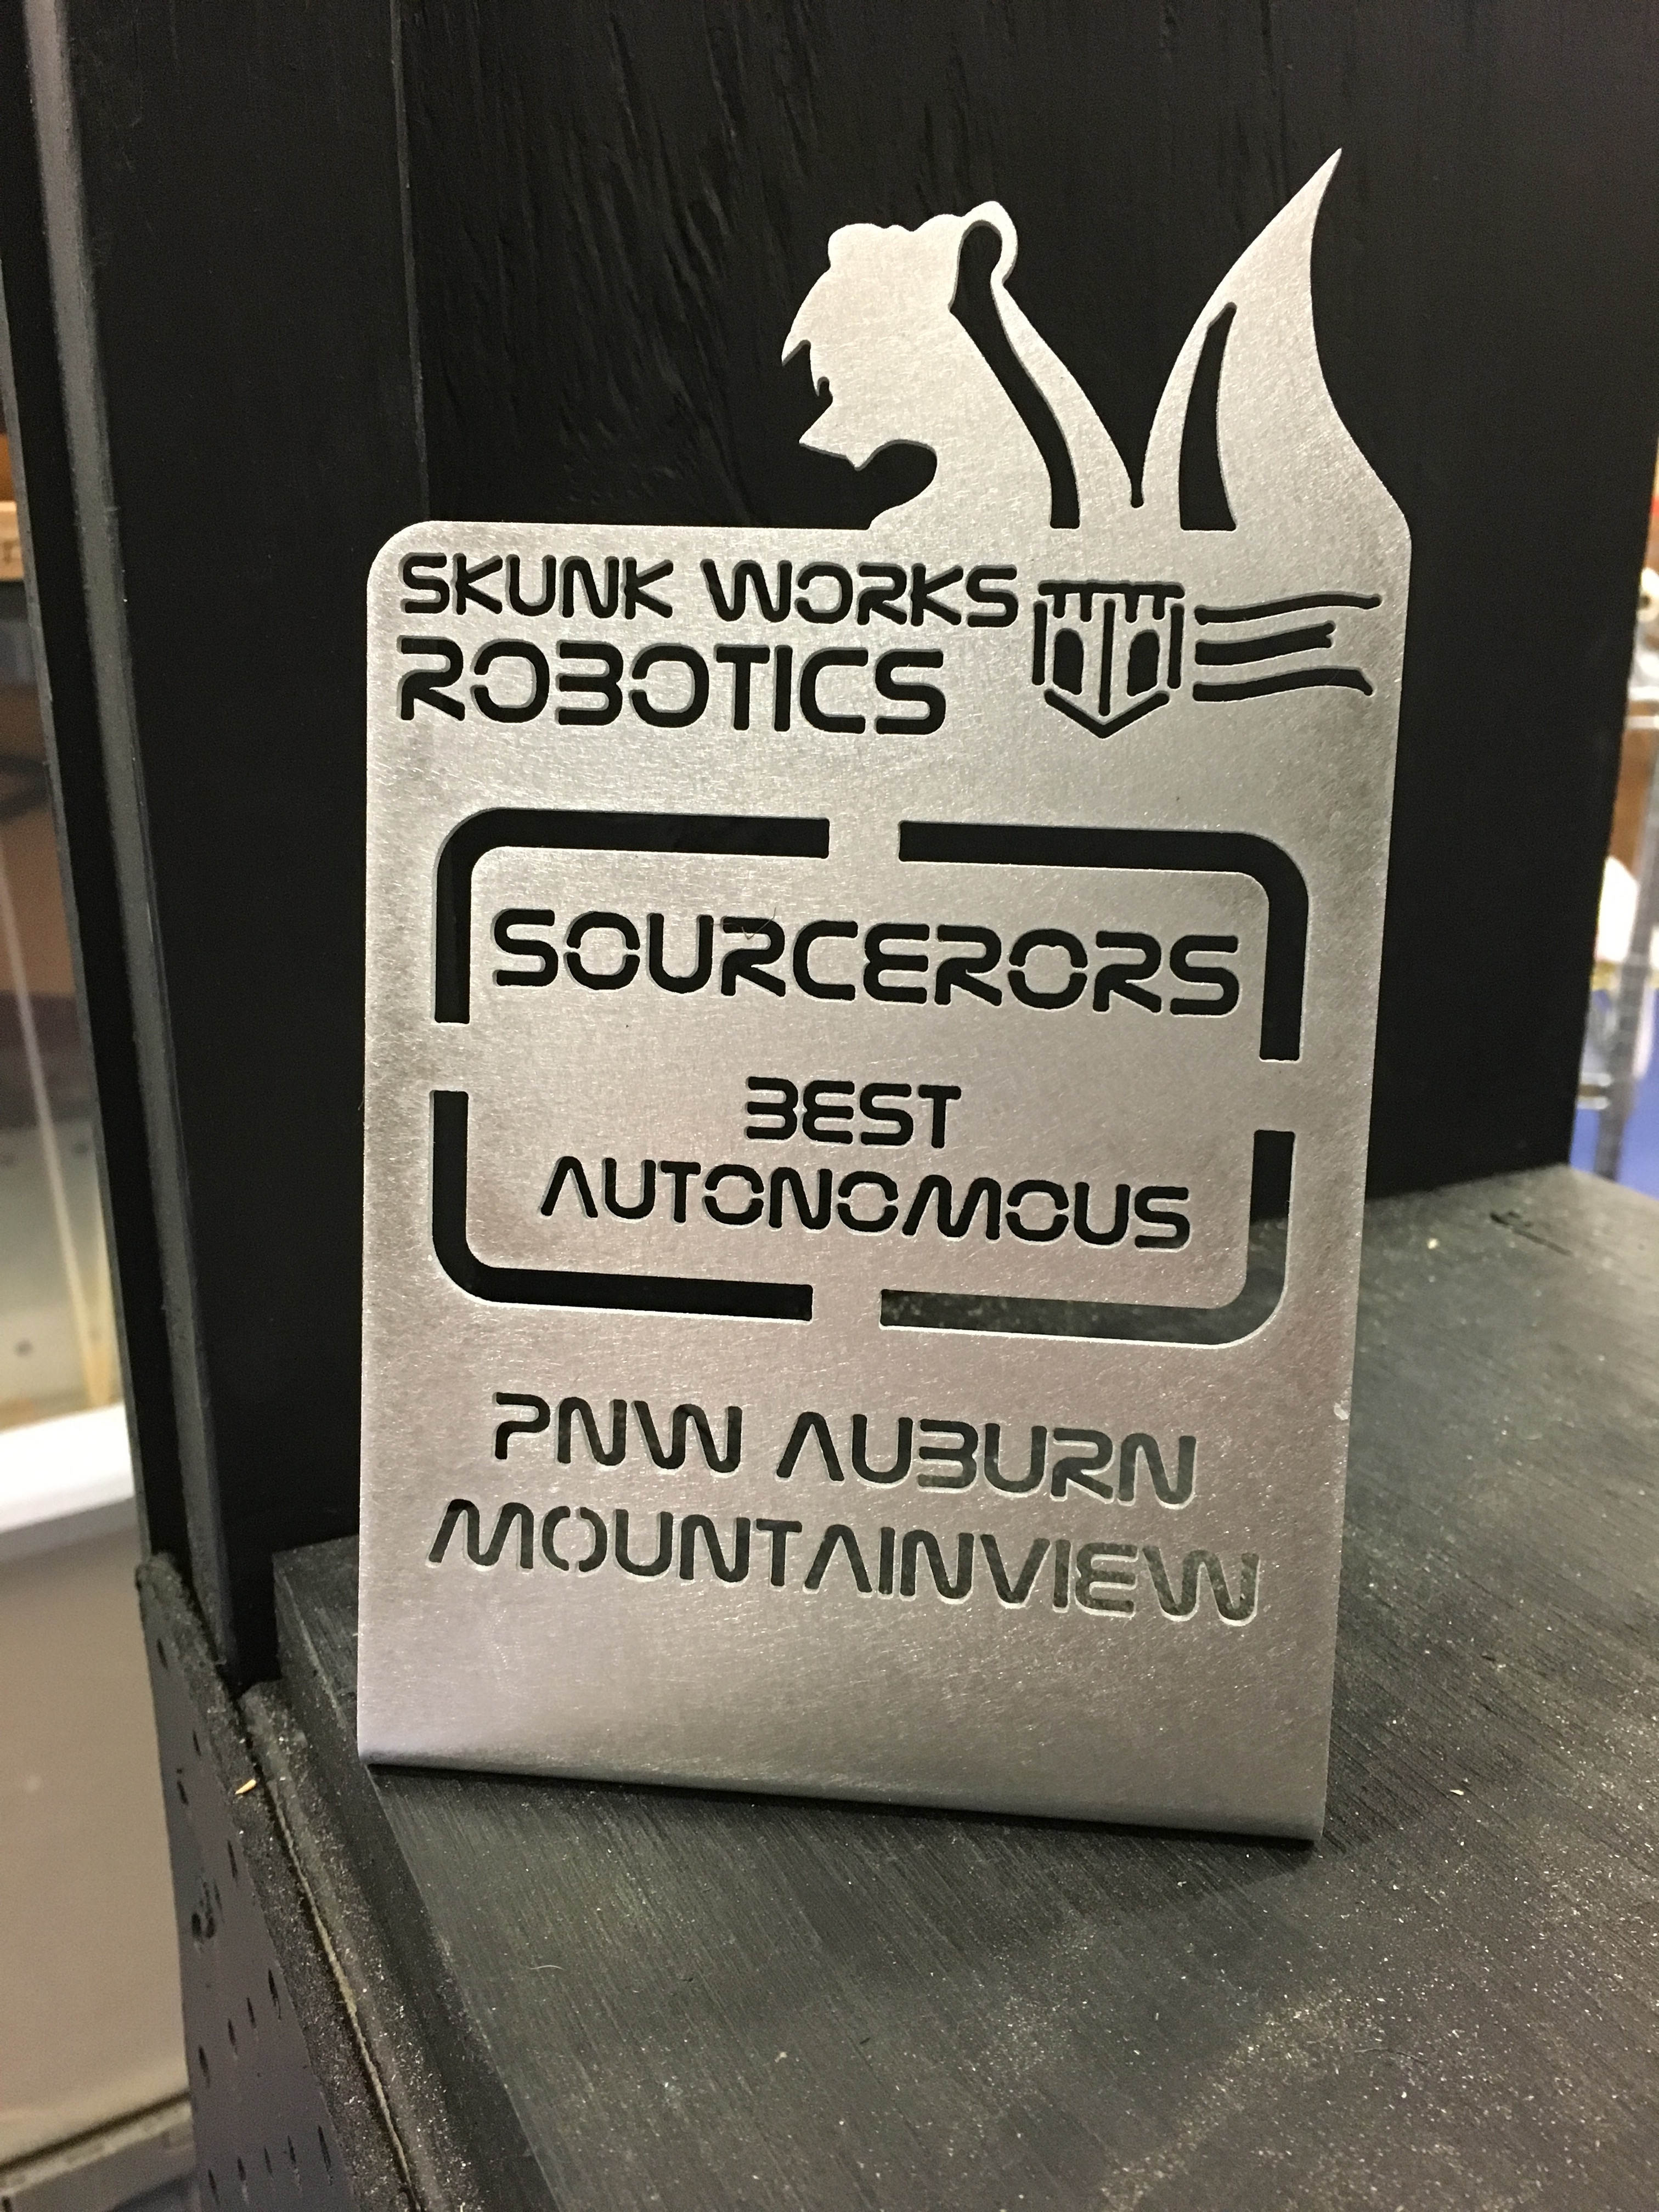 SKUNK WORKS
ROBOTICS
SOURCERORS
BEST
AUTONOMOUS
PNW AUBURN
MOUNTAINVIEW